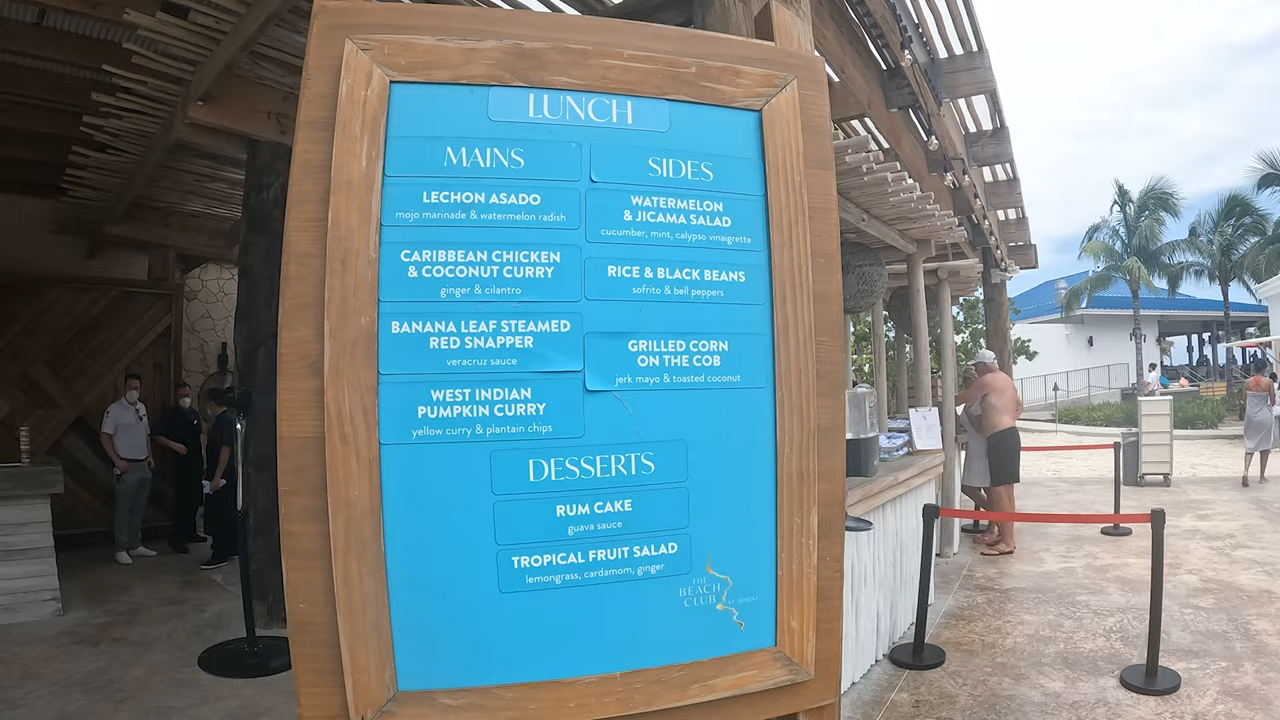 LUNCH
MAINS
LECHON ASADO
mojo marinade & watermelon radish
CARIBBEAN CHICKEN
& COCONUT CURRY
ginger & cilantro
BANANA LEAF STEAMED
RED SNAPPER
veracruz sauce
WEST INDIAN
PUMPKIN CURRY
yellow curry & plantain chips
SIDES
WATERMELON
& JICAMA SALAD
cucumber, mint, calypso vinaigrette
RICE & BLACK BEANS
sofrito & bell peppers
GRILLED CORN
ON THE COB
jerk mayo & toasted coconut
DESSERTS
RUM CAKE
guava sauce
TROPICAL FRUIT SALAD
lemongrass, cardamom, ginger
THE
BEACH
CLUB